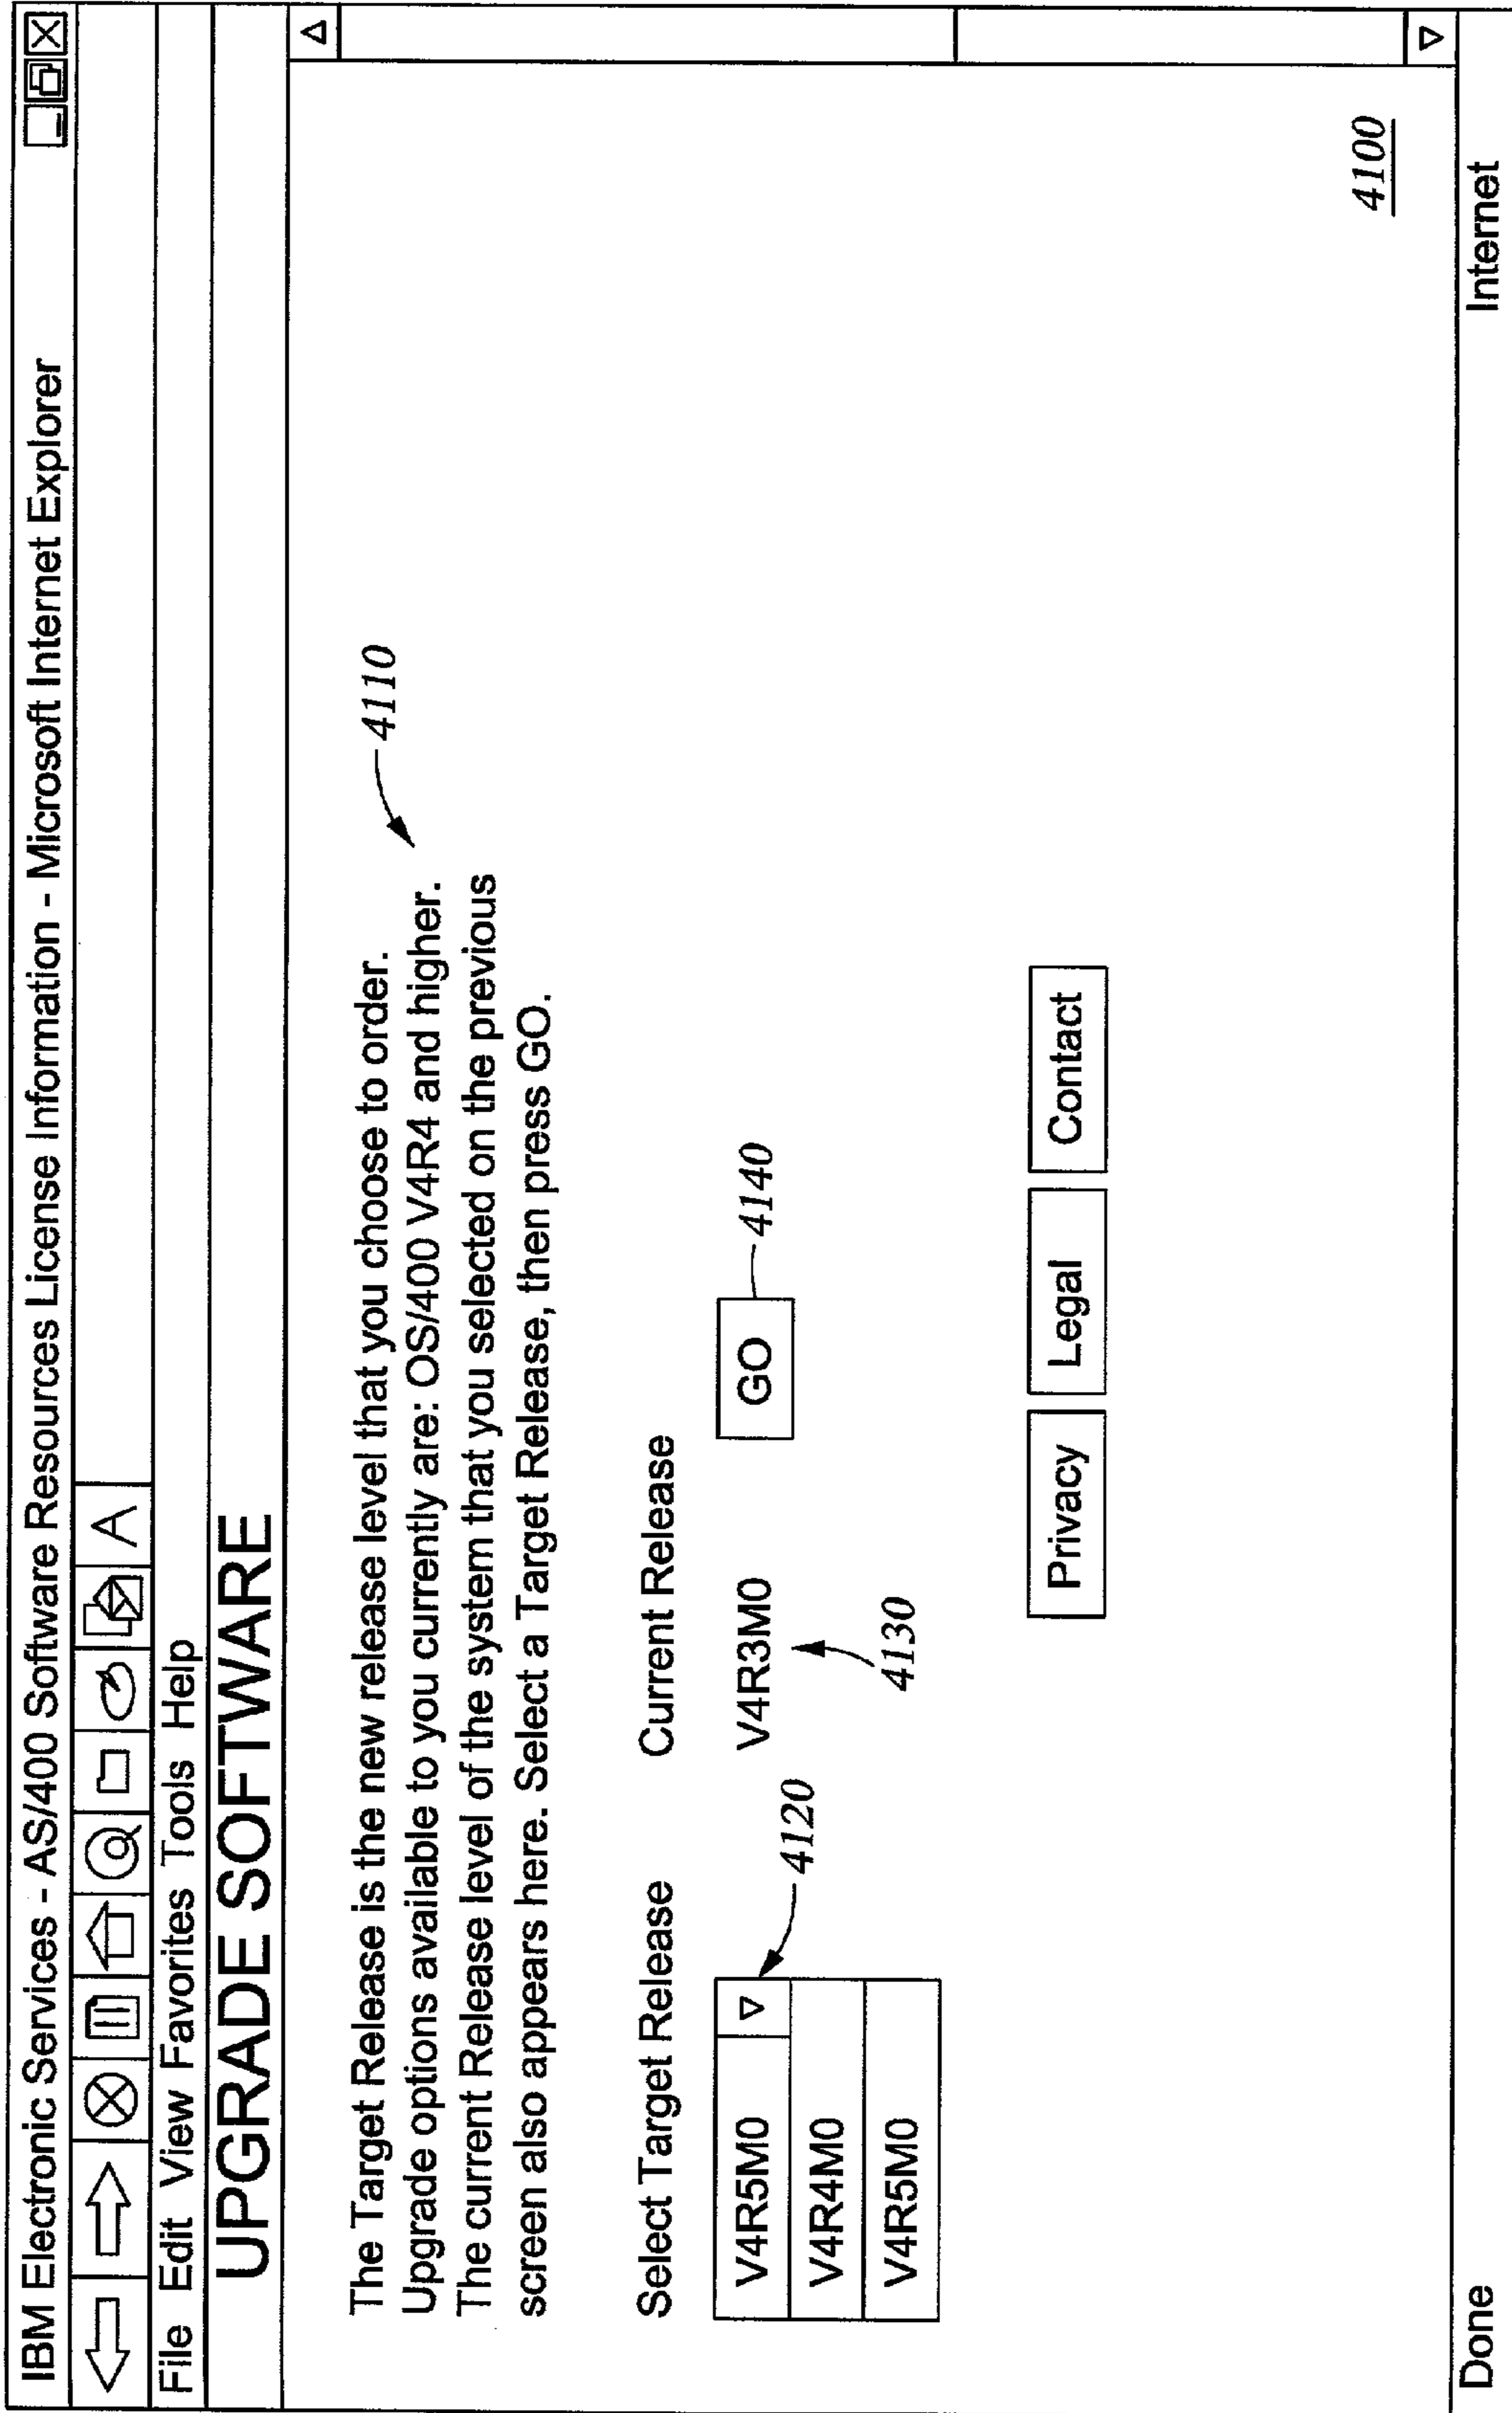 IBM Electronic Services - AS/400 Software Resources License Information - Microsoft Internet Explorer
A
File Edit View Favorites Tools Help
UPGRADE SOFTWARE
The Target Release is the new release level that you choose to order.
Upgrade options available to you currently are: OS/400 V4R4 and higher.
The current Release level of the system that you selected on the previous
screen also appears here. Select a Target Release, then press GO.
4110
Select Target Release
Current Release
V4R5M0
4120
V4R3M0
4130
GO
4140
V4R4M0
V4R5M0
Privacy
Legal
Contact
4100
Done
Internet